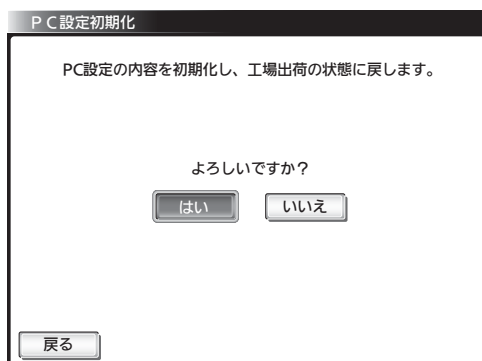 ＰＣ設定初期化
PC設定の内容を初期化し、工場出荷の状態に戻します。
よろしいですか？
はい
いいえ
戻る